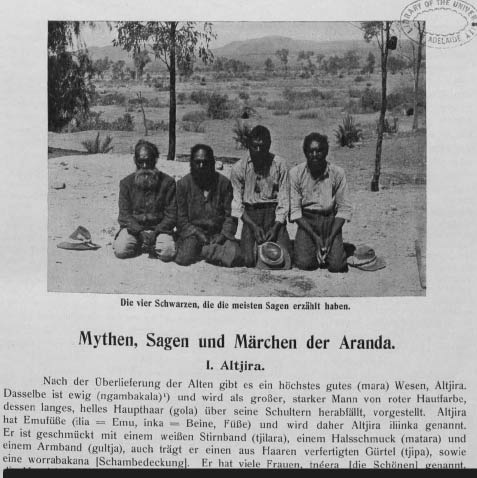 LIBRARY OF THE UNIVERSITY
ADELAIDE
Die vier Schwarzen, die die meisten Sagen erzählt haben.
Mythen, Sagen und Märchen der Aranda.
I. Altjira.
Nach der Überlieferung der Alten gibt es ein höchstes gutes (mara) Wesen, Altjira.
Dasselbe ist ewig (ngambakala)¹) und wird als großer, starker Mann von roter Hautfarbe,
dessen langes, helles Haupthaar (gola) über seine Schultern herabfällt, vorgestellt. Altjira
hat Emufüße (ilia = Emu, inka = Beine, Füße) und wird daher Altjira iliinka genannt.
Er ist geschmückt mit einem weißen Stirnband (tjilara), einem Halsschmuck (matara) und
einem Armband (gultja), auch trägt er einen aus Haaren verfertigten Gürtel (tjipa), sowie
eine worrabakana [Schambedeckung]. Er hat viele Frauen, tnéera [die Schönen] genannt,